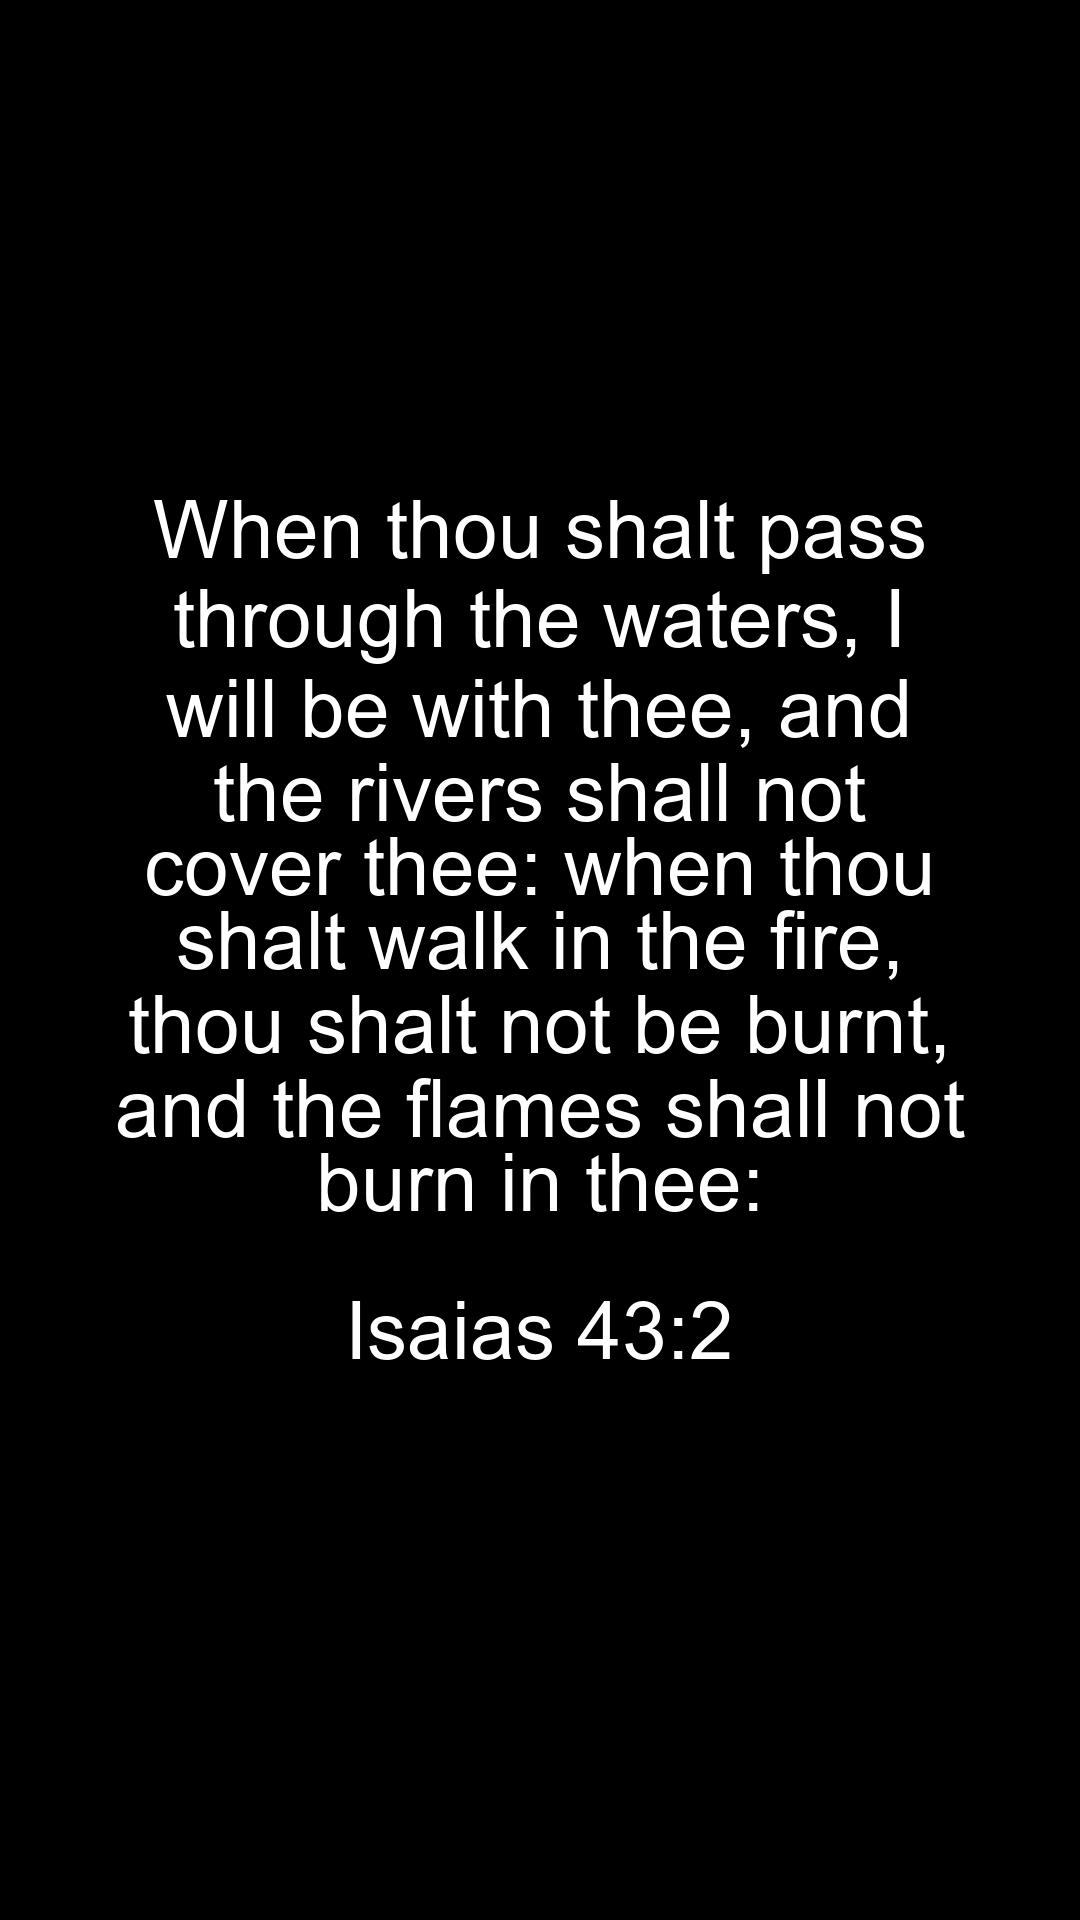 When thou shalt pass
through the waters, I
will be with thee, and
the rivers shall not
cover thee: when thou
shalt walk in the fire,
thou shalt not be burnt,
and the flames shall not
burn in thee:
Isaias 43:2